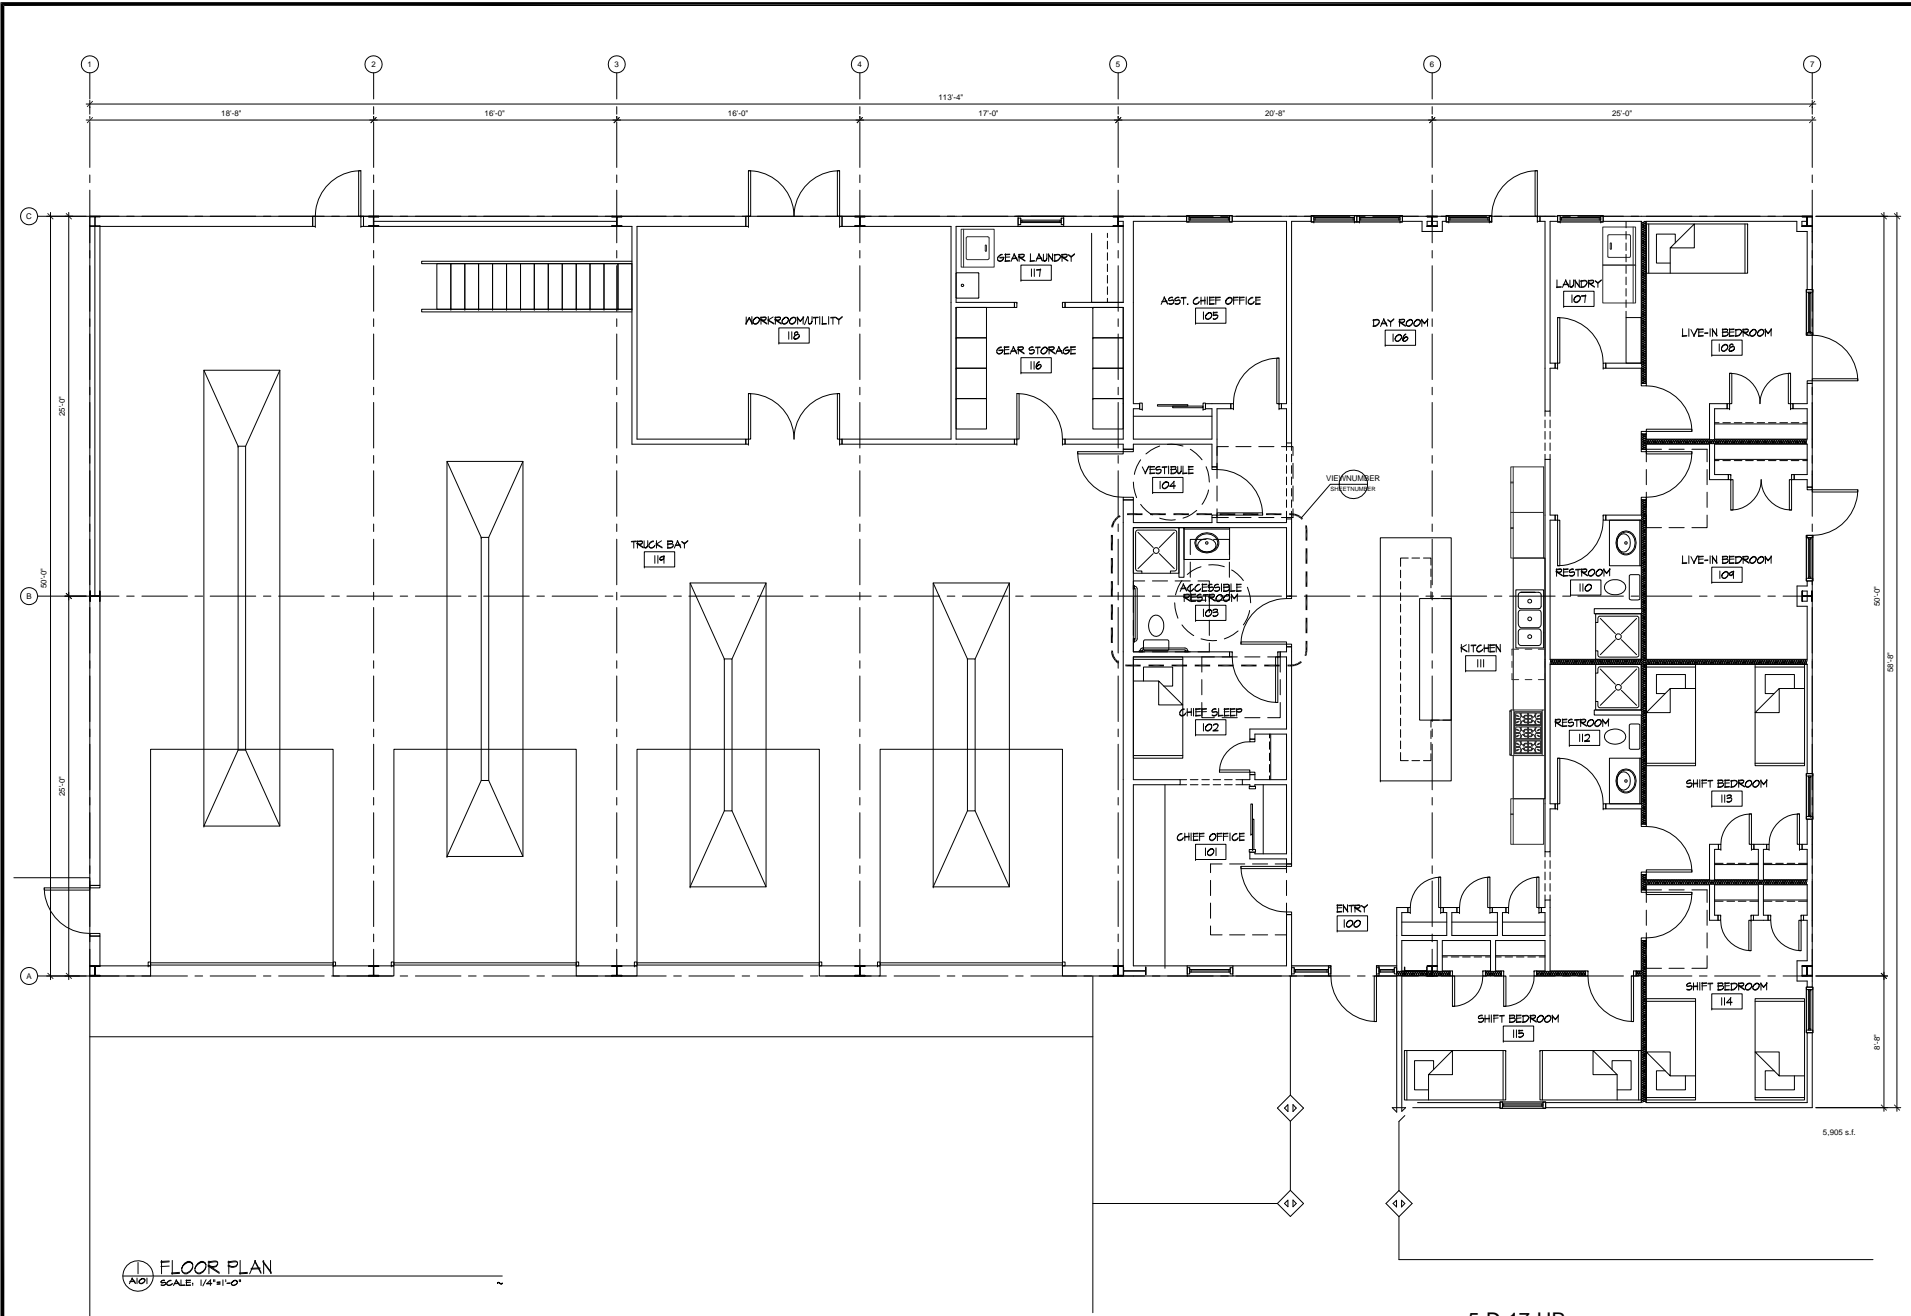 1 2 3 4 5 6 7
113'-4"
18'-8" 16'-0" 16'-0" 17'-0" 20'-8" 25'-0"
C
GEAR LAUNDRY
117
LAUNDRY
107
ASST. CHIEF OFFICE
105
WORKROOM/UTILITY
118
DAY ROOM
106
LIVE-IN BEDROOM
108
GEAR STORAGE
116
25'-0"
VESTIBULE
104
VIEWNUMBER
SHEETNUMBER
TRUCK BAY
119
LIVE-IN BEDROOM
109
RESTROOM
110
50'-0"
B
ACCESSIBLE
RESTROOM
103
50'-0"
KITCHEN
111
58'-8"
CHIEF SLEEP
102
RESTROOM
112
25'-0"
SHIFT BEDROOM
113
CHIEF OFFICE
101
ENTRY
100
A
SHIFT BEDROOM
114
SHIFT BEDROOM
115
8'-8"
5,905 s.f.
1
A101
FLOOR PLAN
SCALE: 1/4"=1'-0"
~